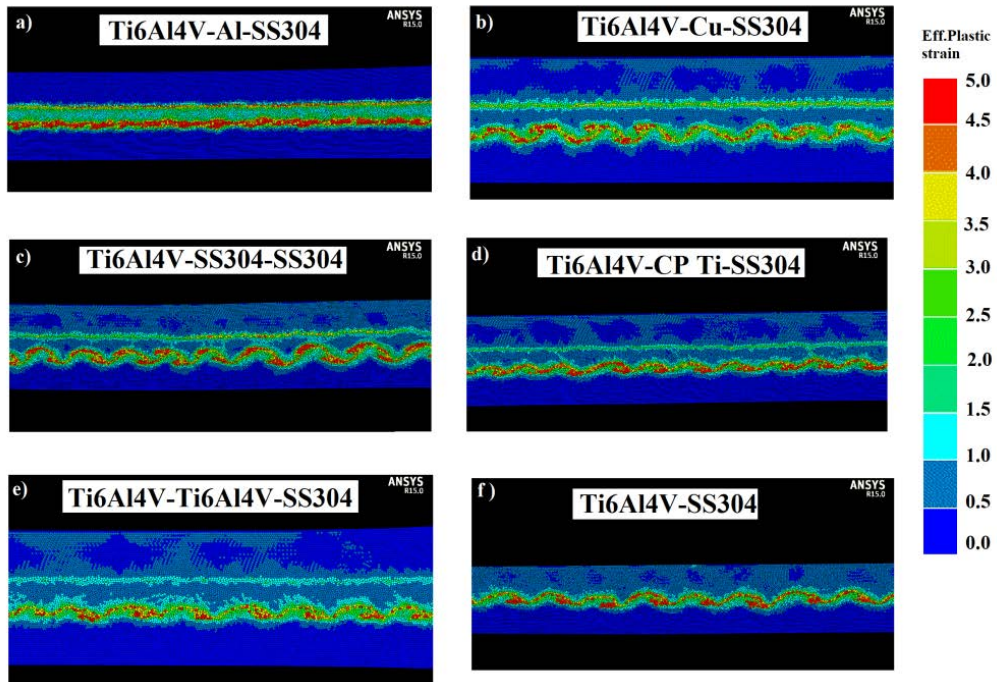 a)
Ti6Al4V-Al-SS304
ANSYS
R15.0
b)
Ti6Al4V-Cu-SS304
ANSYS
R15.0
c)
Ti6Al4V-SS304-SS304
ANSYS
R15.0
d)
Ti6Al4V-CP Ti-SS304
ANSYS
R15.0
e)
Ti6Al4V-Ti6Al4V-SS304
ANSYS
R15.0
f)
Ti6Al4V-SS304
ANSYS
R15.0
Eff.Plastic
strain
5.0
4.5
4.0
3.5
3.0
2.5
2.0
1.5
1.0
0.5
0.0